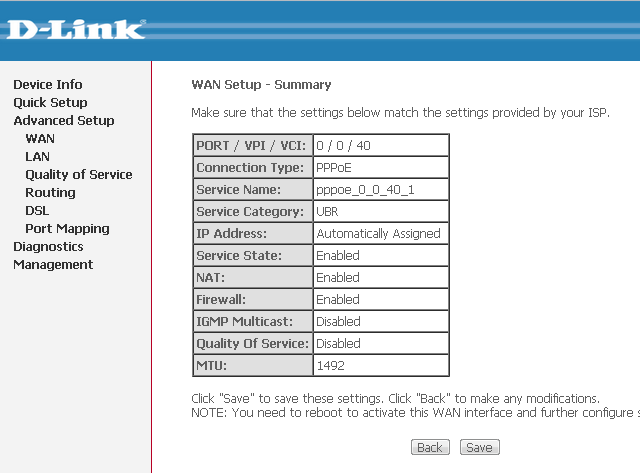 D-Link
Device Info
Quick Setup
Advanced Setup
WAN
LAN
Quality of Service
Routing
DSL
Port Mapping
Diagnostics
Management
WAN Setup - Summary
Make sure that the settings below match the settings provided by your ISP.
PORT / VPI / VCI: 0 / 0 / 40
Connection Type: PPPoE
Service Name: pppoe_0_0_40_1
Service Category: UBR
IP Address: Automatically Assigned
Service State: Enabled
NAT: Enabled
Firewall: Enabled
IGMP Multicast: Disabled
Quality Of Service: Disabled
MTU: 1492
Click "Save" to save these settings. Click "Back" to make any modifications.
NOTE: You need to reboot to activate this WAN interface and further configure s
Back Save